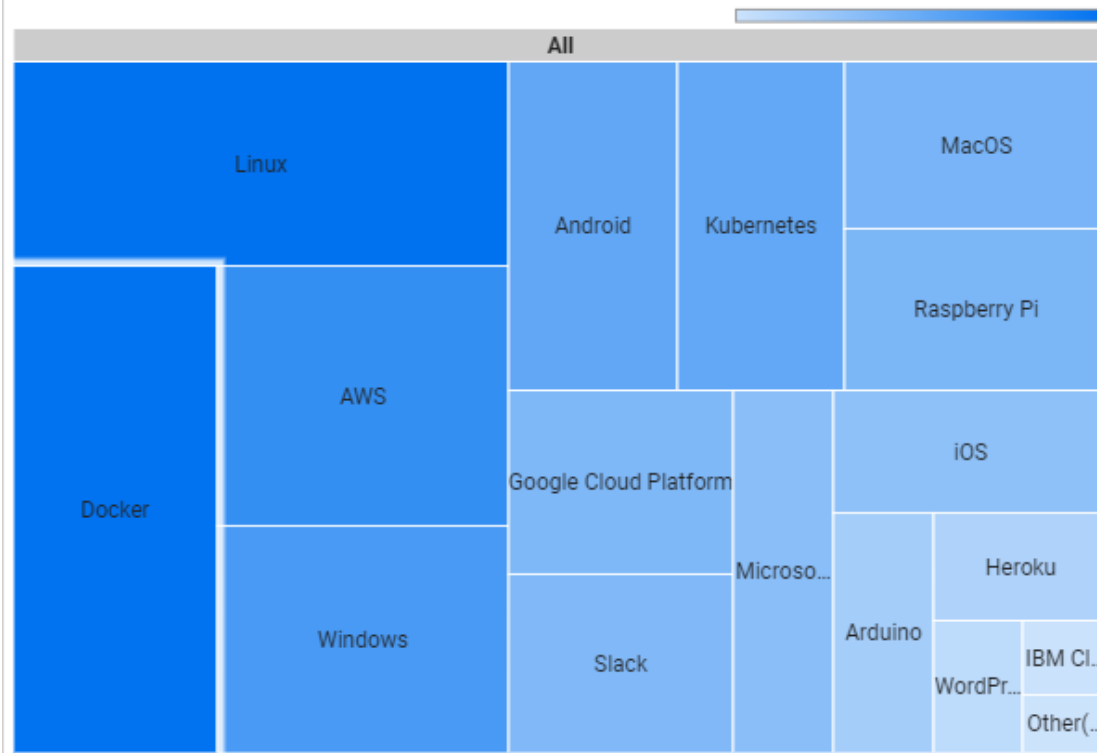 All
Linux
Android
Kubernetes
MacOS
Raspberry Pi
AWS
Docker
Windows
Google Cloud Platform
Slack
Microso...
iOS
Heroku
Arduino
WordPr...
IBM Cl...
Other(...